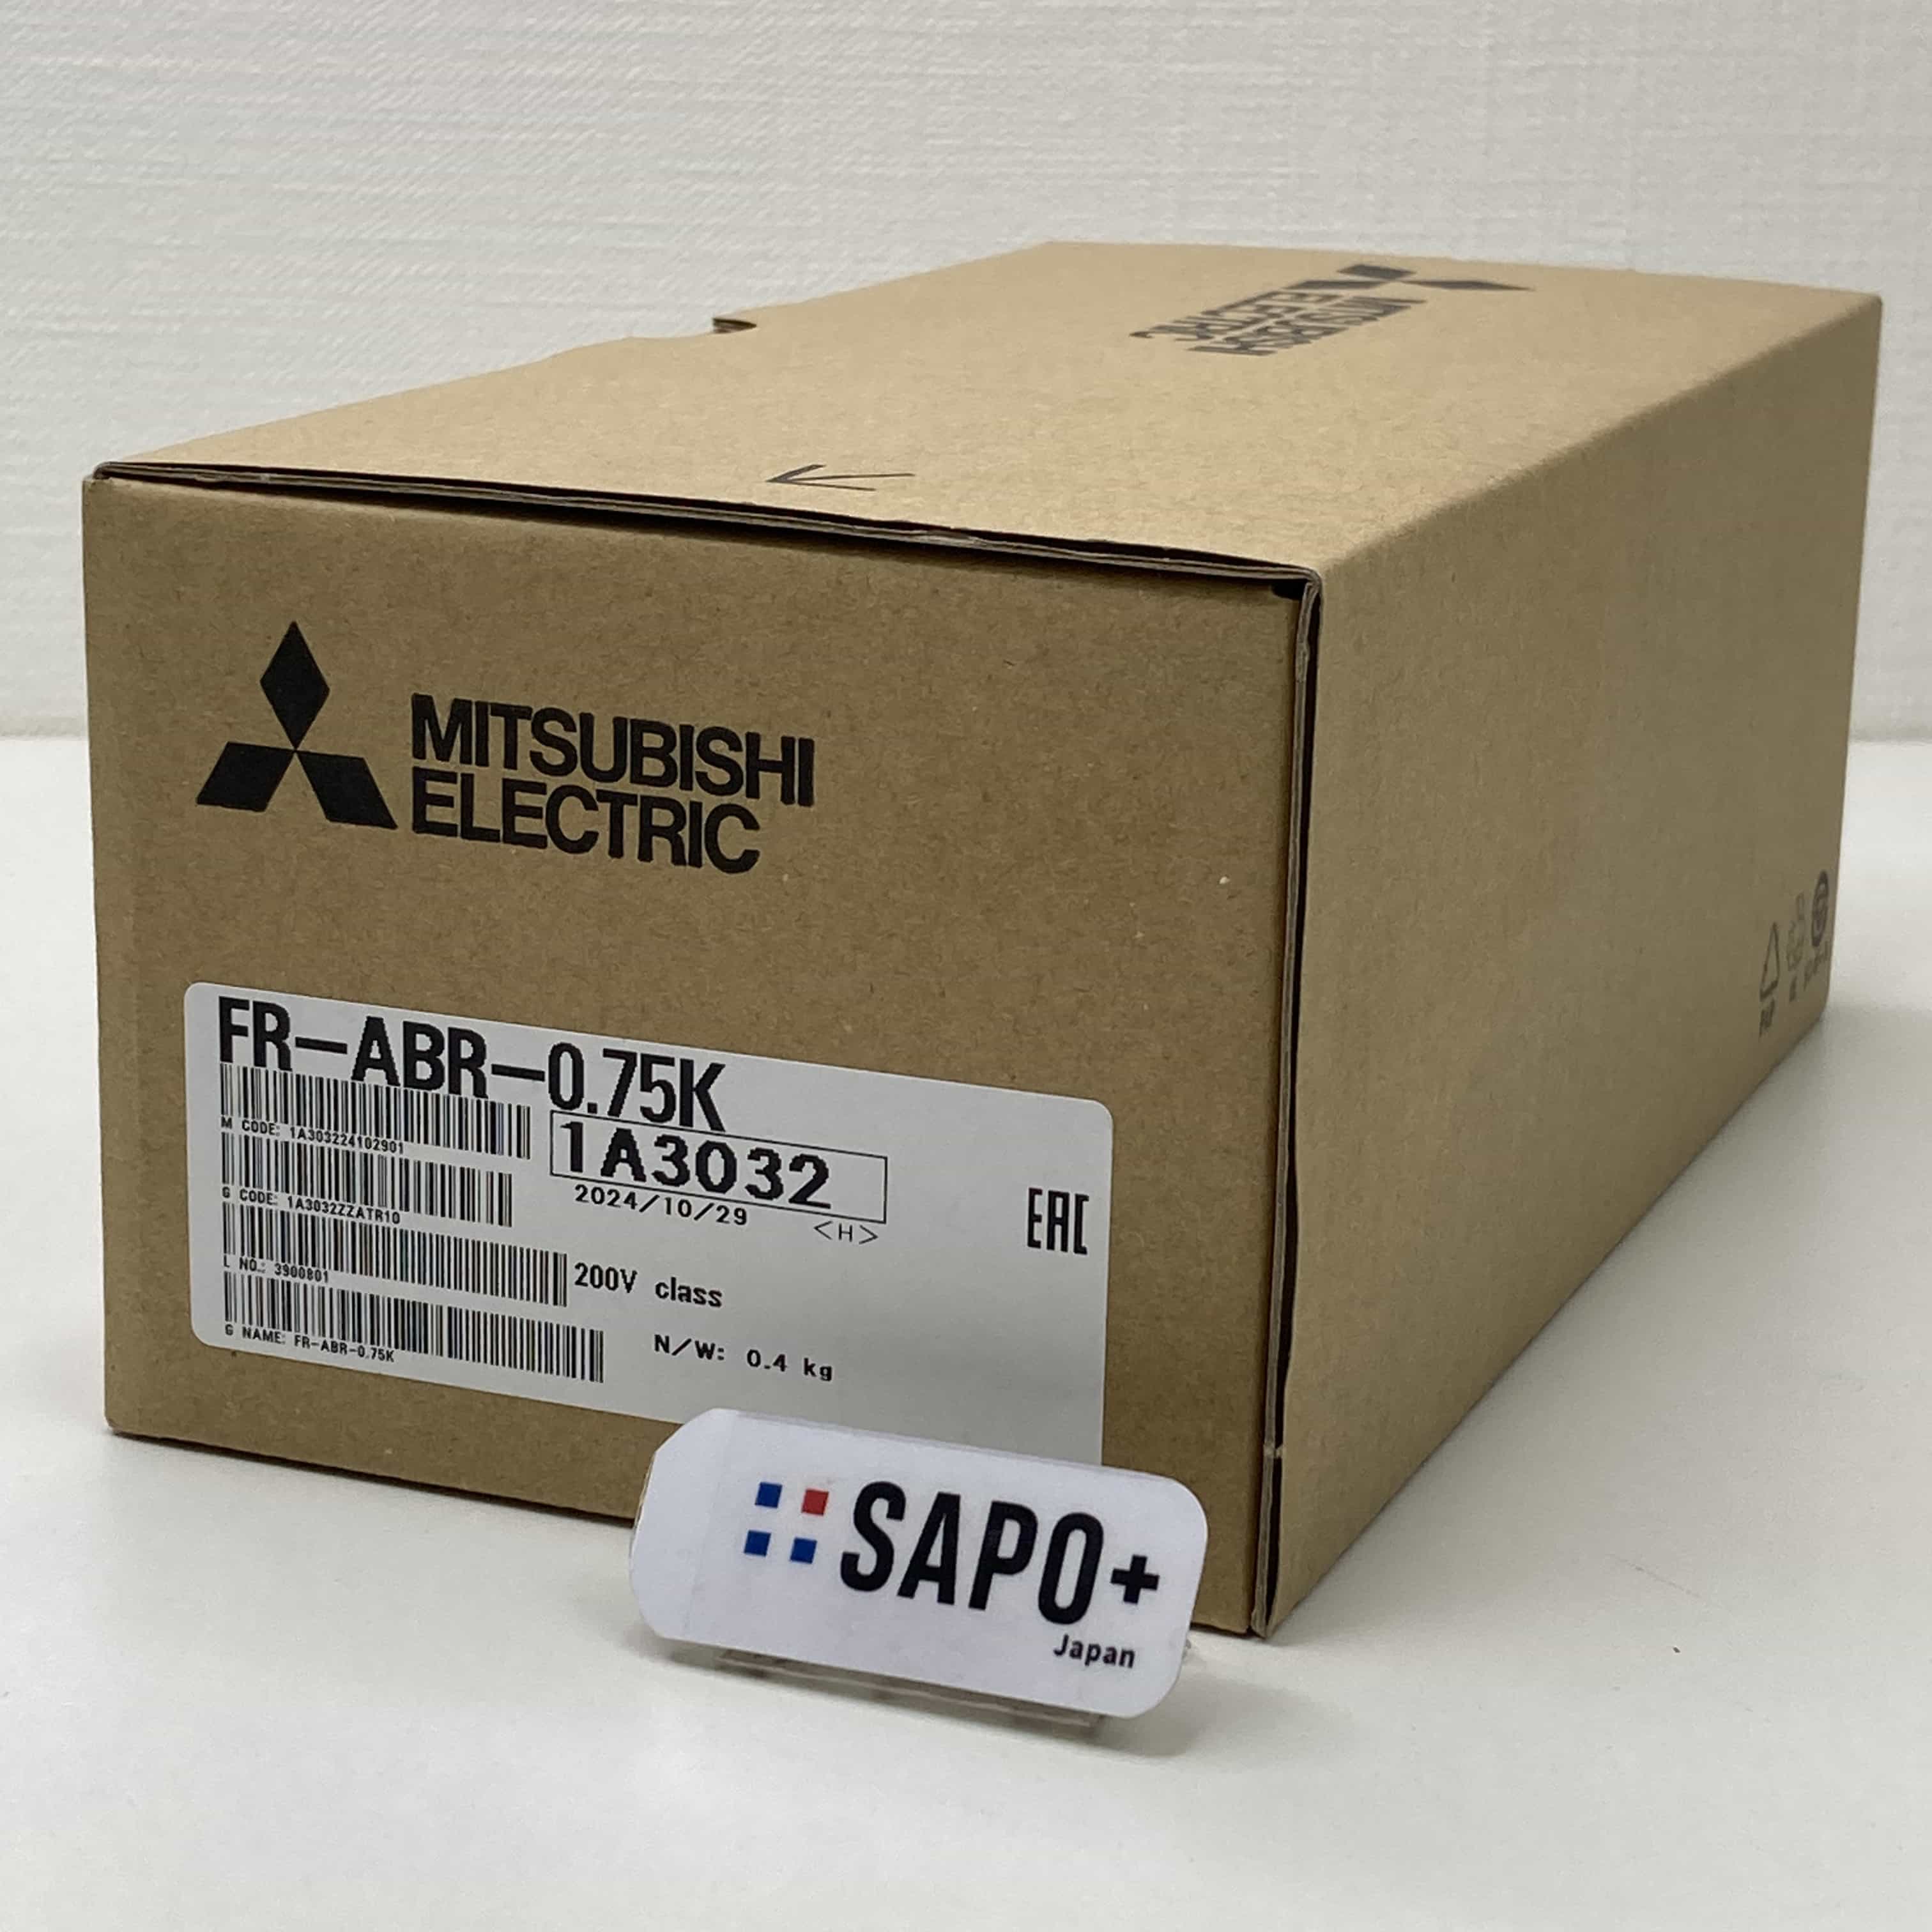 MITSUBISHI
ELECTRIC
MITSUBISHI
ELECTRIC
FR-ABR-0.75K
M CODE: 1A303224102901
1A3032
2024/10/29
<H>
G CODE: 1A3032ZZATR10
EAC
L NO.: 3900801
200V class
G NAME: FR-ABR-0.75K
N/W: 0.4 kg
SAPO+
Japan